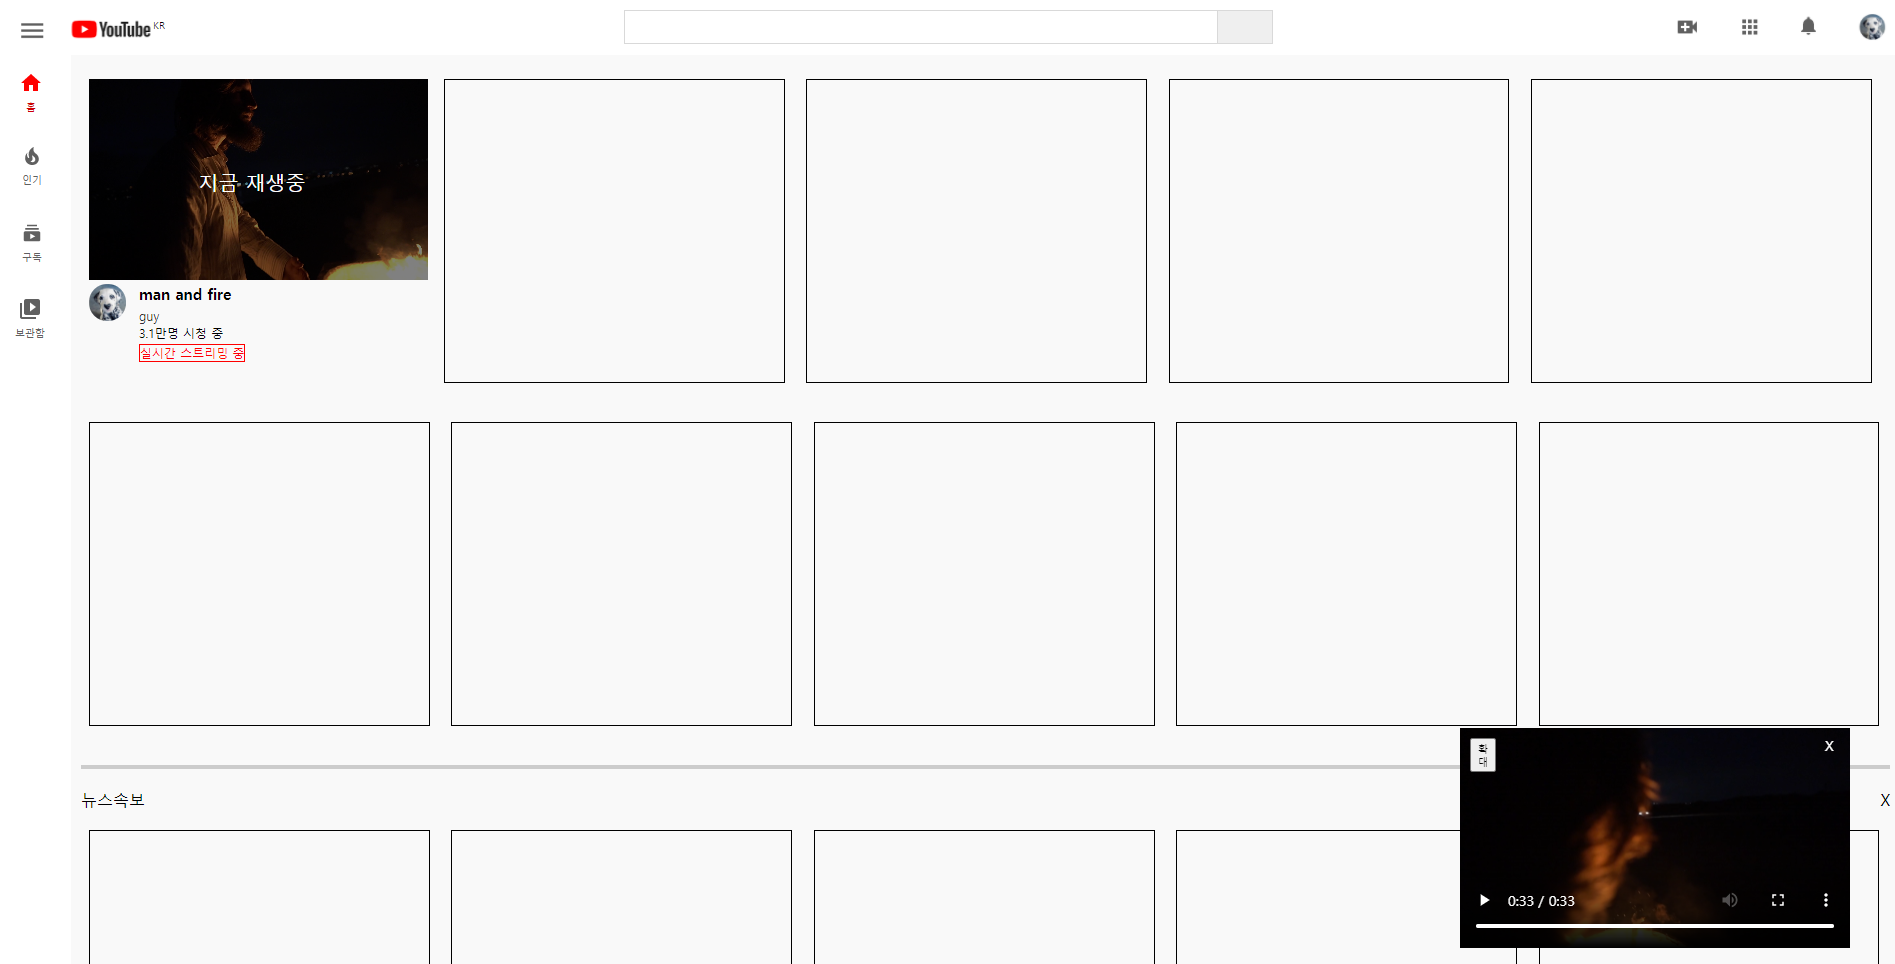 YouTube KR
홈
인기
구독
보관함
지금 재생중
man and fire
guy
3.1만명 시청 중
실시간 스트리밍 중
확
대
X
뉴스속보
X
0:33 / 0:33